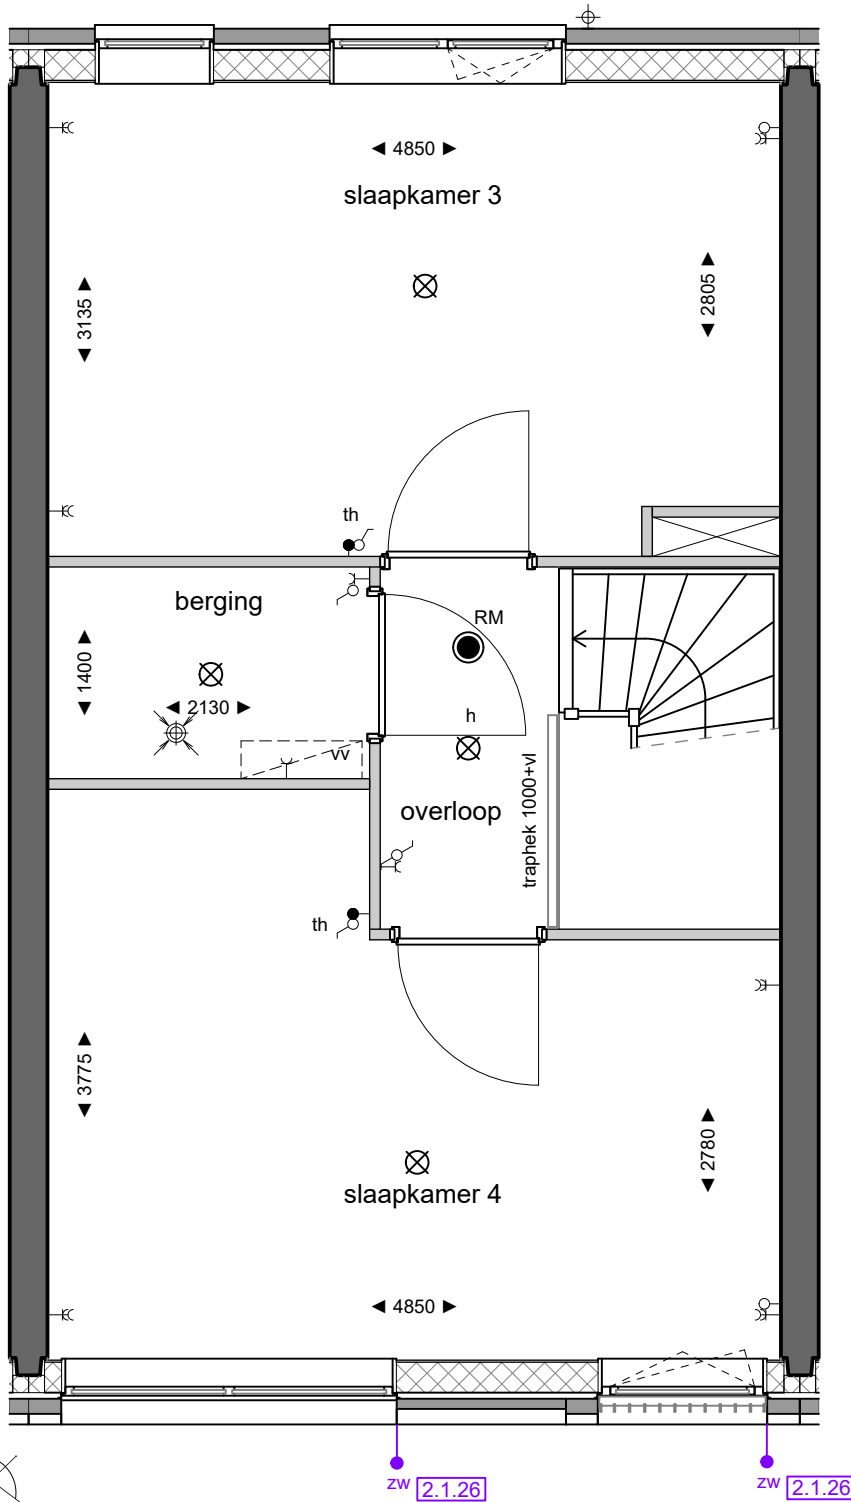 4850
slaapkamer 3
3135
2805
th
berging
RM
1400
2130
h
vv
overloop
traphek 1000+vl
th
3775
2780
slaapkamer 4
4850
zw 2.1.26
zw 2.1.26